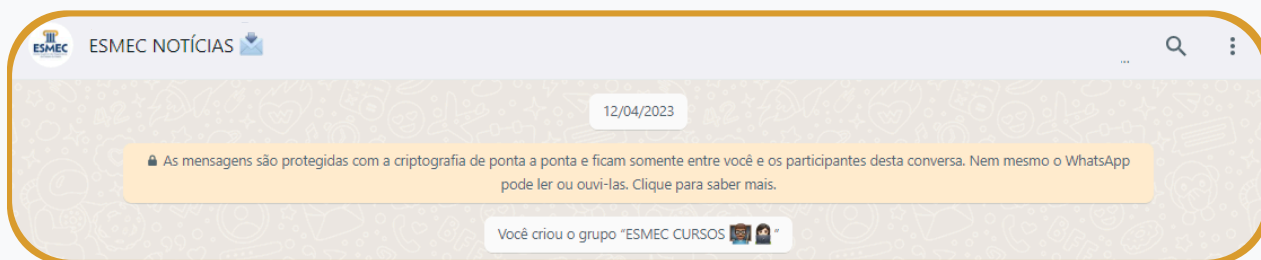 ESMEC
ESMEC NOTÍCIAS 📩
...
12/04/2023
As mensagens são protegidas com a criptografia de ponta a ponta e ficam somente entre você e os participantes desta conversa. Nem mesmo o WhatsApp
pode ler ou ouvi-las. Clique para saber mais.
Você criou o grupo “ESMEC CURSOS 👨🏾‍🏫👩🏻‍🎓”